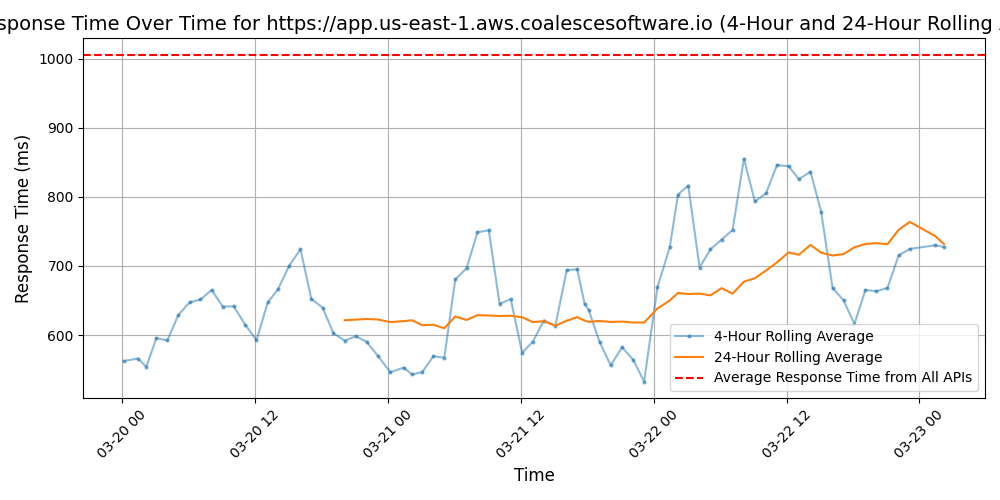 sponse Time Over Time for https://app.us-east-1.aws.coalescesoftware.io (4-Hour and 24-Hour Rolling
Response Time (ms)
1000
900
800
700
600
4-Hour Rolling Average
24-Hour Rolling Average
Average Response Time from All APIs
03-20 00
03-20 12
03-21 00
03-21 12
03-22 00
03-22 12
03-23 00
Time